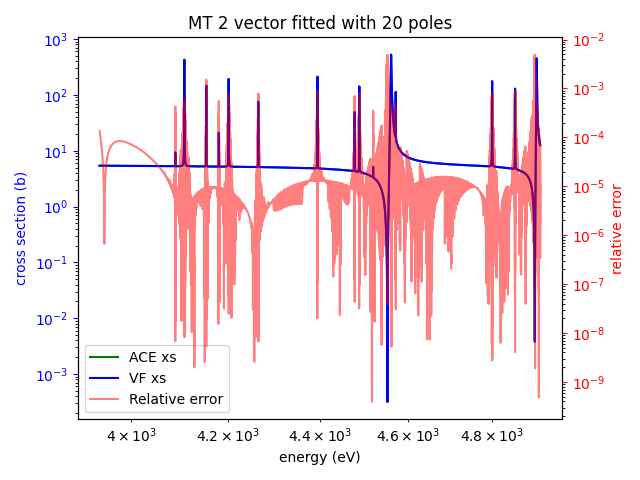 MT 2 vector fitted with 20 poles
10³
10²
10¹
10⁰
10⁻¹
10⁻²
10⁻³
cross section (b)
10⁻²
10⁻³
10⁻⁴
10⁻⁵
10⁻⁶
10⁻⁷
10⁻⁸
10⁻⁹
relative error
ACE xs
VF xs
Relative error
4 × 10³ 4.2 × 10³ 4.4 × 10³ 4.6 × 10³ 4.8 × 10³
energy (eV)